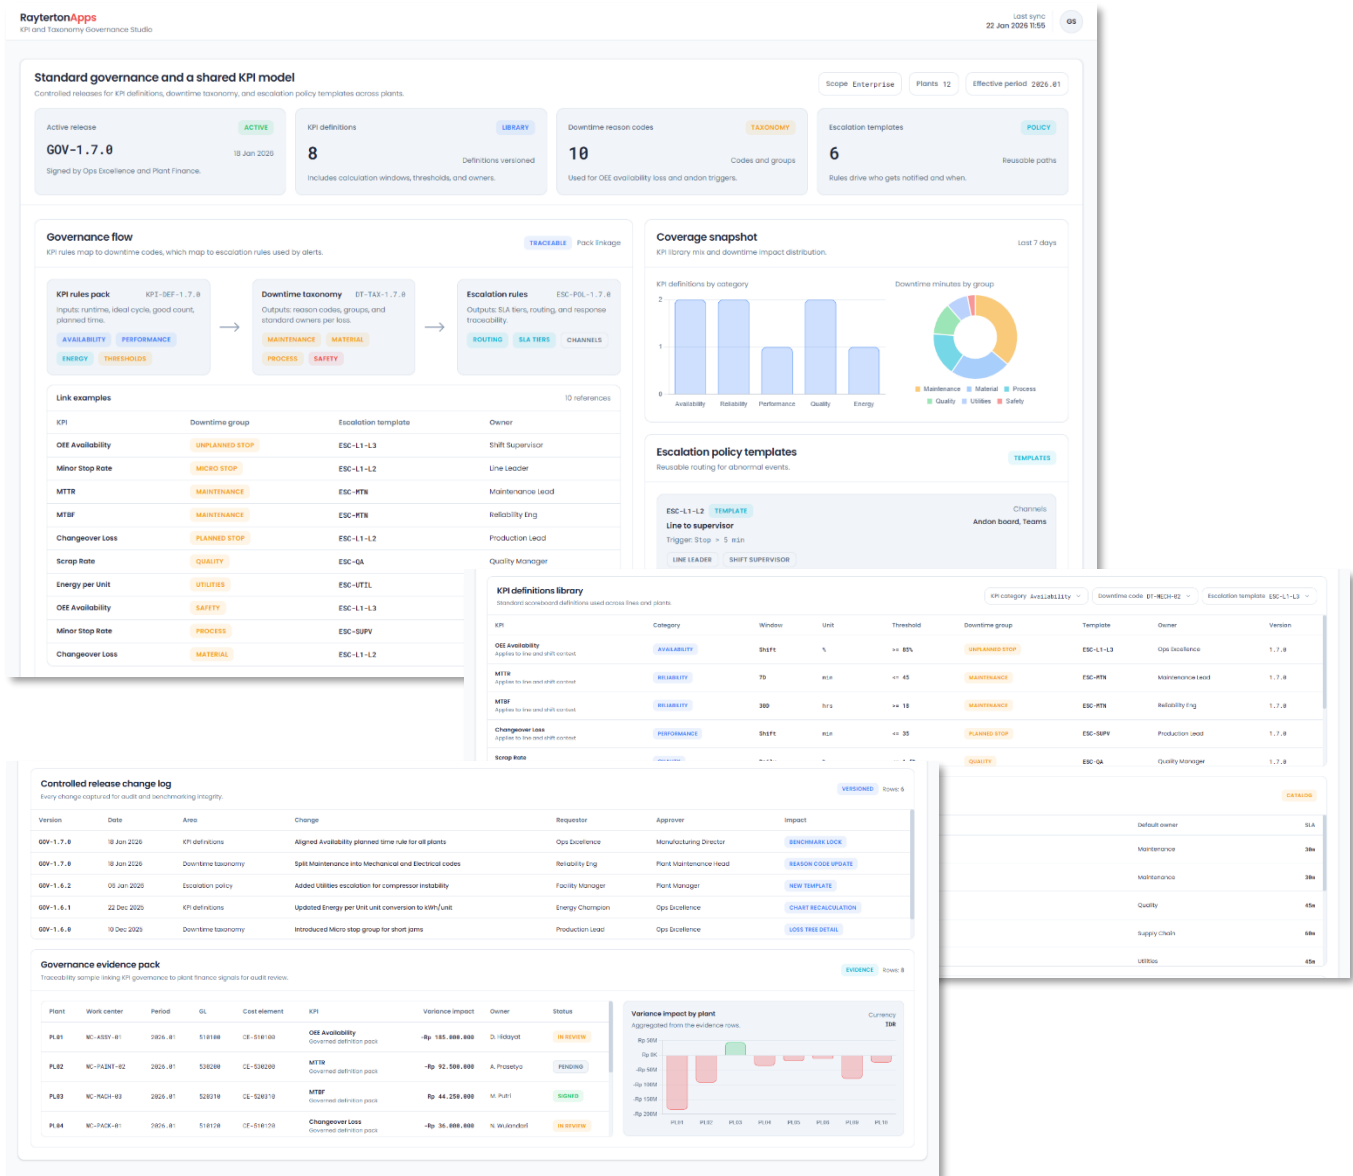 RaytertonApps
KPI and Taxonomy Governance Studio
Last sync
22 Jan 2026 11:55
GS
Standard governance and a shared KPI model
Controlled releases for KPI definitions, downtime taxonomy, and escalation policy templates across plants.
Scope Enterprise
Plants 12
Effective period 2026.01
Active release
ACTIVE
GOV-1.7.0
18 Jan 2026
Signed by Ops Excellence and Plant Finance.
KPI definitions
LIBRARY
8
Definitions versioned
Includes calculation windows, thresholds, and owners.
Downtime reason codes
TAXONOMY
10
Codes and groups
Used for OEE availability loss and andon triggers.
Escalation templates
POLICY
6
Reusable paths
Rules drive who gets notified and when.
Governance flow
KPI rules map to downtime codes, which map to escalation rules used by alerts.
TRACEABLE
Pack linkage
KPI rules pack
KPI-DEF-1.7.0
Inputs: runtime, ideal cycle, good count,
planned time.
AVAILABILITY PERFORMANCE
ENERGY THRESHOLDS
Downtime taxonomy
DT-TAX-1.7.0
Outputs: reason codes, groups, and
standard owners per loss.
MAINTENANCE MATERIAL
PROCESS SAFETY
Escalation rules
ESC-POL-1.7.0
Outputs: SLA tiers, routing, and response
traceability.
ROUTING SLA TIERS CHANNELS
Link examples
10 references
KPI Downtime group Escalation template Owner
OEE Availability UNPLANNED STOP ESC-L1-L3 Shift Supervisor
Minor Stop Rate MICRO STOP ESC-L1-L2 Line Leader
MTTR MAINTENANCE ESC-MTN Maintenance Lead
MTBF MAINTENANCE ESC-MTN Reliability Eng
Changeover Loss PLANNED STOP ESC-L1-L2 Production Lead
Scrap Rate QUALITY ESC-QA Quality Manager
Energy per Unit UTILITIES ESC-UTIL
OEE Availability SAFETY ESC-L1-L3
Minor Stop Rate PROCESS ESC-SUPV
Changeover Loss MATERIAL ESC-L1-L2
Coverage snapshot
KPI library mix and downtime impact distribution.
Last 7 days
KPI definitions by category
2
1
0
Availability Reliability Performance Quality Energy
Downtime minutes by group
Maintenance Material Process
Quality Utilities Safety
Escalation policy templates
Reusable routing for abnormal events.
TEMPLATES
ESC-L1-L2 TEMPLATE
Line to supervisor
Trigger: Stop > 5 min
LINE LEADER SHIFT SUPERVISOR
Channels
Andon board, Teams
KPI definitions library
Standard scoreboard definitions used across lines and plants.
KPI category Availability
Downtime code DT-MECH-02
Escalation template ESC-L1-L3
KPI Category Window Unit Threshold Downtime group Template Owner Version
OEE Availability AVAILABILITY Shift % >= 85% UNPLANNED STOP ESC-L1-L3 Ops Excellence 1.7.0
Applies to line and shift context
MTTR RELIABILITY 7D min <= 45 MAINTENANCE ESC-MTN Maintenance Lead 1.7.0
Applies to line and shift context
MTBF RELIABILITY 30D hrs >= 18 MAINTENANCE ESC-MTN Reliability Eng 1.7.0
Applies to line and shift context
Changeover Loss PERFORMANCE Shift min <= 35 PLANNED STOP ESC-SUPV Production Lead 1.7.0
Applies to line and shift context
Scrap Rate QUALITY ESC-QA Quality Manager 1.7.0
CATALOG
Default owner SLA
Maintenance 30m
Maintenance 30m
Quality 45m
Supply Chain 60m
Utilities 45m
Controlled release change log
Every change captured for audit and benchmarking integrity.
VERSIONED
Rows: 6
Version Date Area Change Requestor Approver Impact
GOV-1.7.0 18 Jan 2026 KPI definitions Aligned Availability planned time rule for all plants Ops Excellence Manufacturing Director BENCHMARK LOCK
GOV-1.7.0 18 Jan 2026 Downtime taxonomy Split Maintenance into Mechanical and Electrical codes Reliability Eng Plant Maintenance Head REASON CODE UPDATE
GOV-1.6.2 05 Jan 2026 Escalation policy Added Utilities escalation for compressor instability Facility Manager Plant Manager NEW TEMPLATE
GOV-1.6.1 22 Dec 2025 KPI definitions Updated Energy per Unit unit conversion to kWh/unit Energy Champion Ops Excellence CHART RECALCULATION
GOV-1.6.0 10 Dec 2025 Downtime taxonomy Introduced Micro stop group for short jams Production Lead Ops Excellence LOSS TREE DETAIL
Governance evidence pack
Traceability sample linking KPI governance to plant finance signals for audit review.
EVIDENCE
Rows: 8
Plant Work center Period GL Cost element KPI Variance impact Owner Status
PL01 WC-ASSY-01 2026.01 510100 CE-510100 OEE Availability -Rp 185.000.000 D. Hidayat IN REVIEW
Governed definition pack
PL02 WC-PAINT-02 2026.01 530200 CE-530200 MTTR -Rp 92.500.000 A. Prasetyo PENDING
Governed definition pack
PL03 WC-MACH-03 2026.01 520310 CE-520310 MTBF Rp 44.250.000 M. Putri SIGNED
Governed definition pack
PL04 WC-PACK-01 2026.01 510120 CE-510120 Changeover Loss -Rp 36.000.000 N. Wulandari IN REVIEW
Governed definition pack
Variance impact by plant
Aggregated from the evidence rows.
Currency
IDR
Rp 50M
Rp 0K
-Rp 50M
-Rp 100M
-Rp 150M
-Rp 200M
PL01 PL02 PL03 PL04 PL05 PL08 PL09 PL10